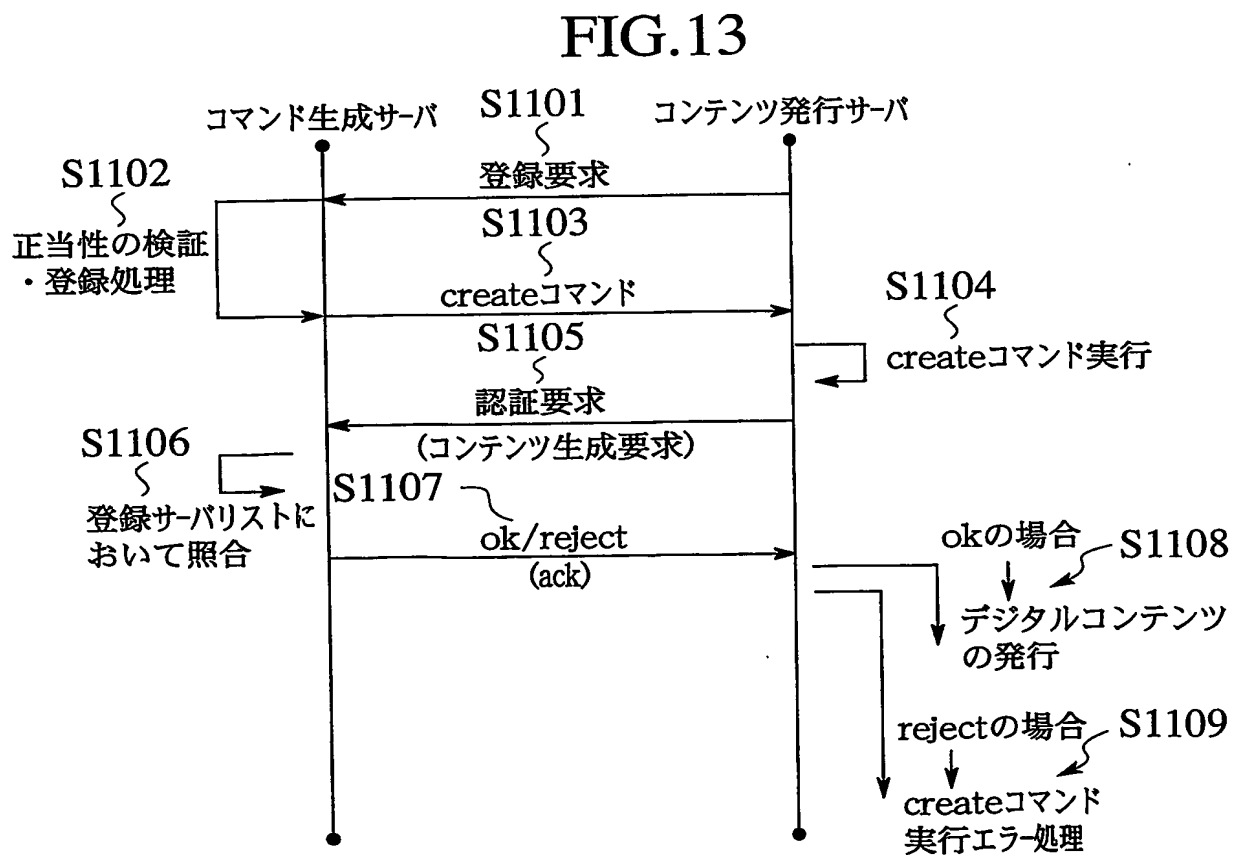 FIG.13
コマンド生成サーバ
S1101
コンテンツ発行サーバ
登録要求
S1102
正当性の検証
・登録処理
S1103
createコマンド
S1104
createコマンド実行
S1105
認証要求
(コンテンツ生成要求)
S1106
登録サーバリストに
おいて照合
S1107
ok/reject
(ack)
okの場合
S1108
デジタルコンテンツ
の発行
rejectの場合
S1109
createコマンド
実行エラー処理